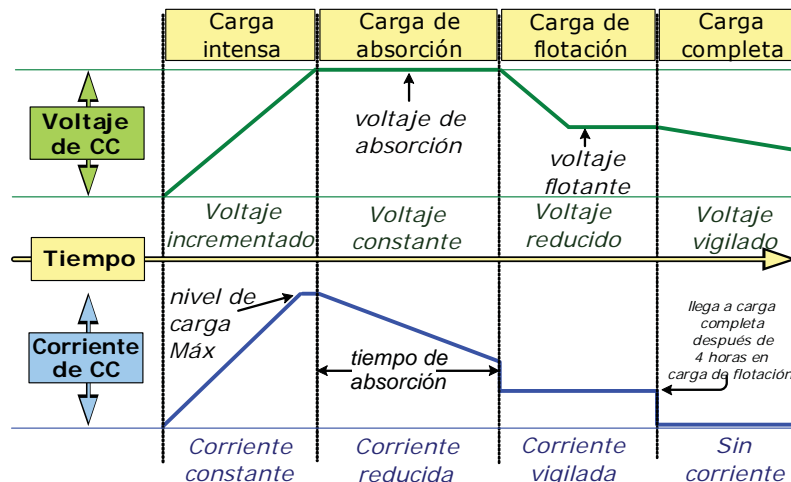 Carga
intensa
Carga de
absorción
Carga de
flotación
Carga
completa
Voltaje
de CC
voltaje de
absorción
voltaje
flotante
Voltaje
incrementado
Voltaje
constante
Voltaje
reducido
Voltaje
vigilado
Tiempo
nivel de
carga
Máx
Corriente
de CC
tiempo de
absorción
llega a carga
completa
después de
4 horas en
carga de flotación
Corriente
constante
Corriente
reducida
Corriente
vigilada
Sin
corriente